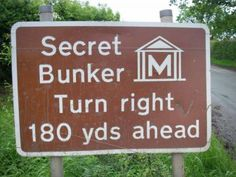 Secret
Bunker M
Turn right
180 yds ahead